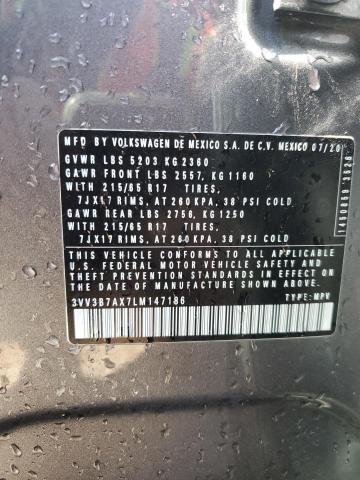 MFD BY VOLKSWAGEN DE MEXICO S.A. DE C.V. MEXICO 07/20
GVWR LBS 5203 KG 2360
GAWR FRONT LBS 2557, KG 1160
WITH 215/65 R17 TIRES,
7JX17 RIMS, AT 260 KPA, 38 PSI COLD
GAWR REAR LBS 2756, KG 1250
WITH 215/65 R17 TIRES,
7JX17 RIMS, AT 260 KPA, 38 PSI COLD
THIS VEHICLE CONFORMS TO ALL APPLICABLE
U.S. FEDERAL MOTOR VEHICLE SAFETY AND
THEFT PREVENTION STANDARDS IN EFFECT ON
THE DATE OF MANUFACTURE SHOWN ABOVE.
3VV3B7AX7LM147186 TYPE: MPV